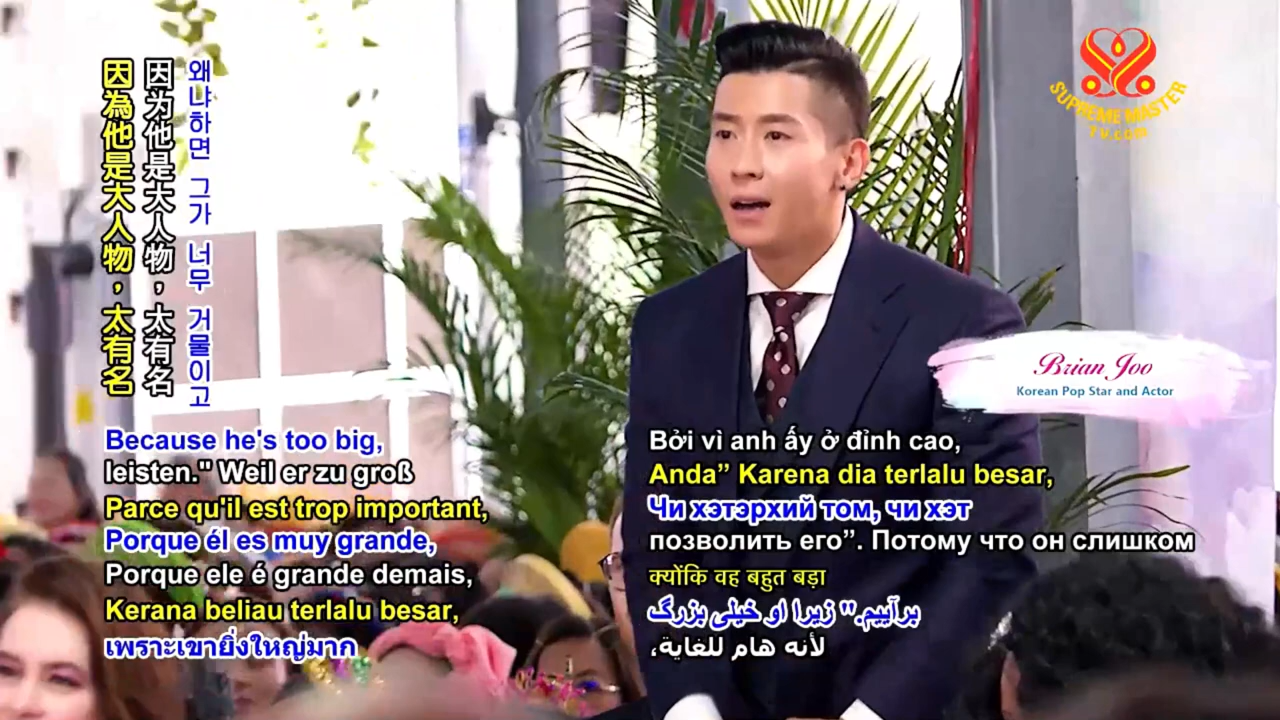 왜냐하면 그가 너무 거물이고
因为他是大人物，太有名
因為他是大人物，太有名
SUPREME MASTER
TV.COM
Brian Joo
Korean Pop Star and Actor
Because he's too big,
leisten." Weil er zu groß
Parce qu'il est trop important,
Porque él es muy grande,
Porque ele é grande demais,
Kerana beliau terlalu besar,
เพราะเขายิ่งใหญ่มาก
Bởi vì anh ấy ở đỉnh cao,
Anda” Karena dia terlalu besar,
Чи хэтэрхий том, чи хэт
позволить его”. Потому что он слишком
क्योंकि वह बहुत बड़ा
برآییم." زیرا او خیلی بزرگ
لأنه هام للغاية،